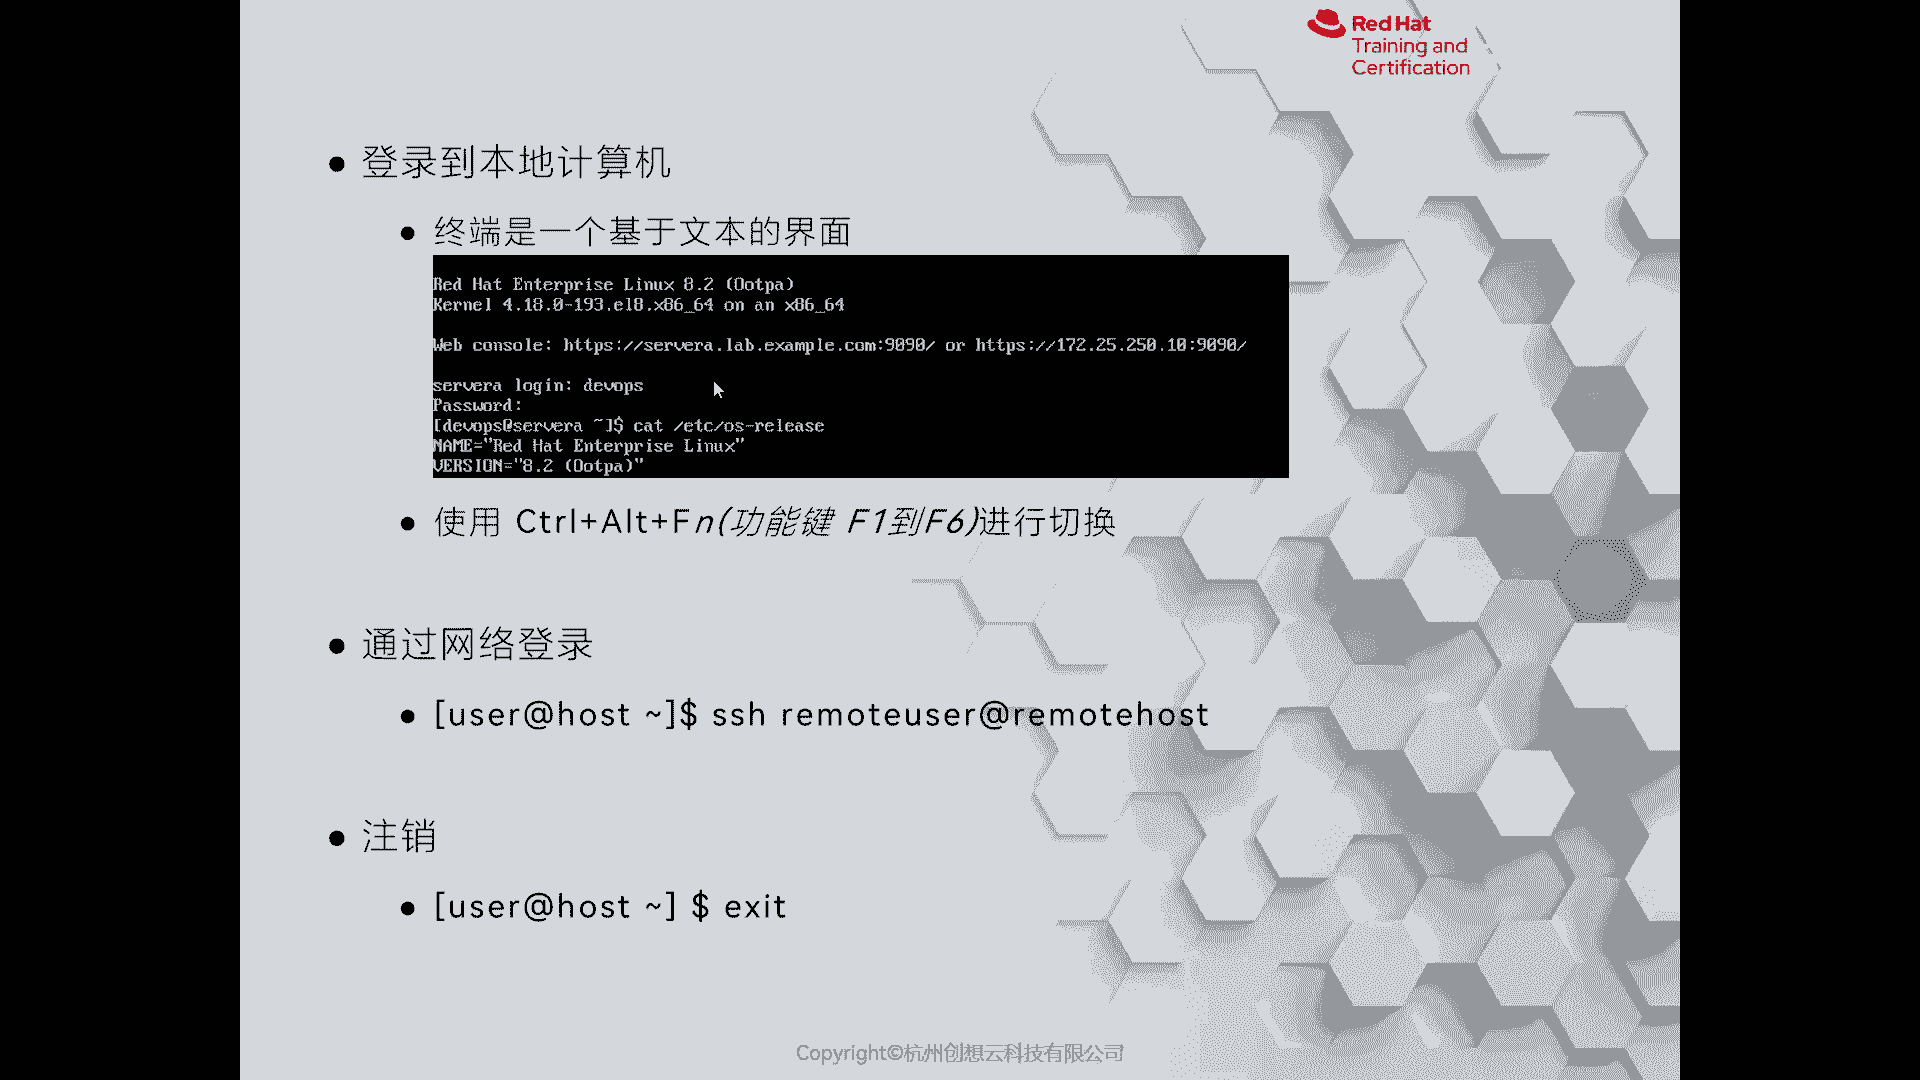 Red Hat
Training and
Certification
● 登录到本地计算机
● 终端是一个基于文本的界面
Red Hat Enterprise Linux 8.2 (Ootpa)
Kernel 4.18.0-193.el8.x86_64 on an x86_64
Web console: https://servera.lab.example.com:9090/ or https://172.25.250.10:9090/
servera login: devops
Password:
[devops@servera ~]$ cat /etc/os-release
NAME="Red Hat Enterprise Linux"
VERSION="8.2 (Ootpa)"
● 使用 Ctrl+Alt+Fn(功能键 F1到F6)进行切换
● 通过网络登录
● [user@host ~]$ ssh remoteuser@remotehost
● 注销
● [user@host ~] $ exit
Copyright©杭州创想云科技有限公司